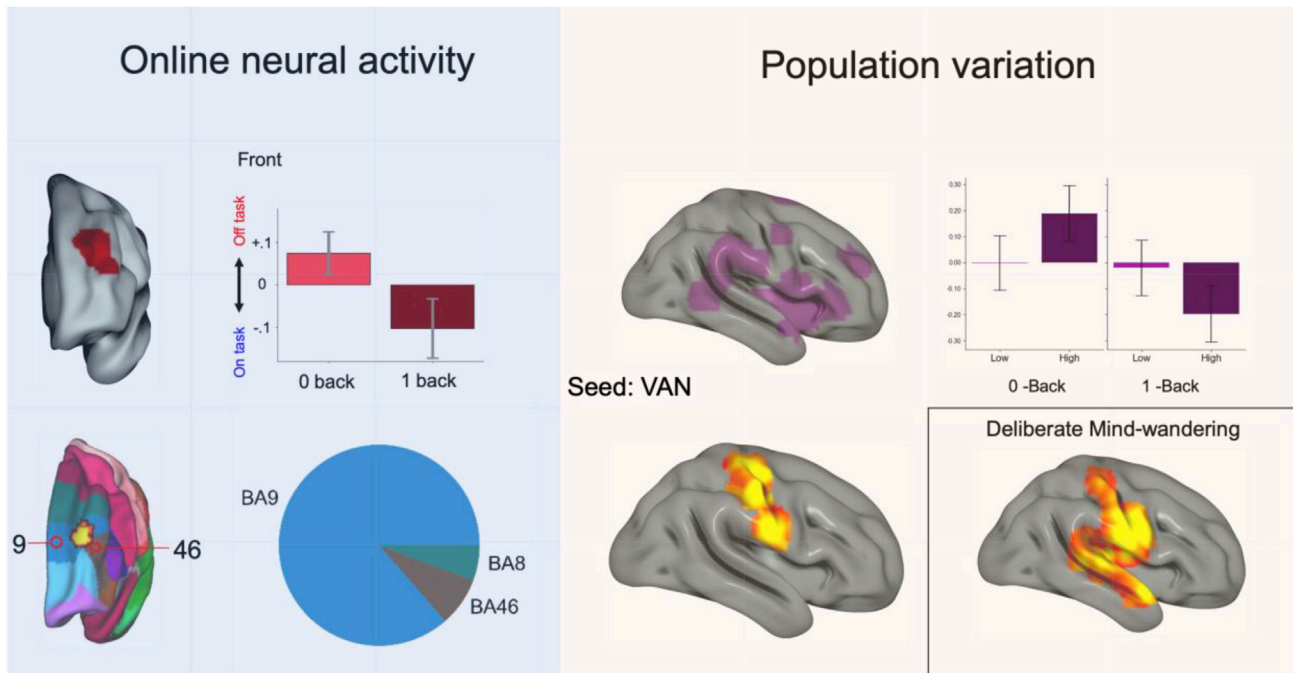 Online neural activity
Population variation
Front
Off task
On task
+.1
0
-.1
0 back
1 back
Seed: VAN
0.30
0.20
0.10
0.00
-0.10
-0.20
-0.30
Low
High
Low
High
0 -Back
1 -Back
9
46
BA9
BA8
BA46
Deliberate Mind-wandering